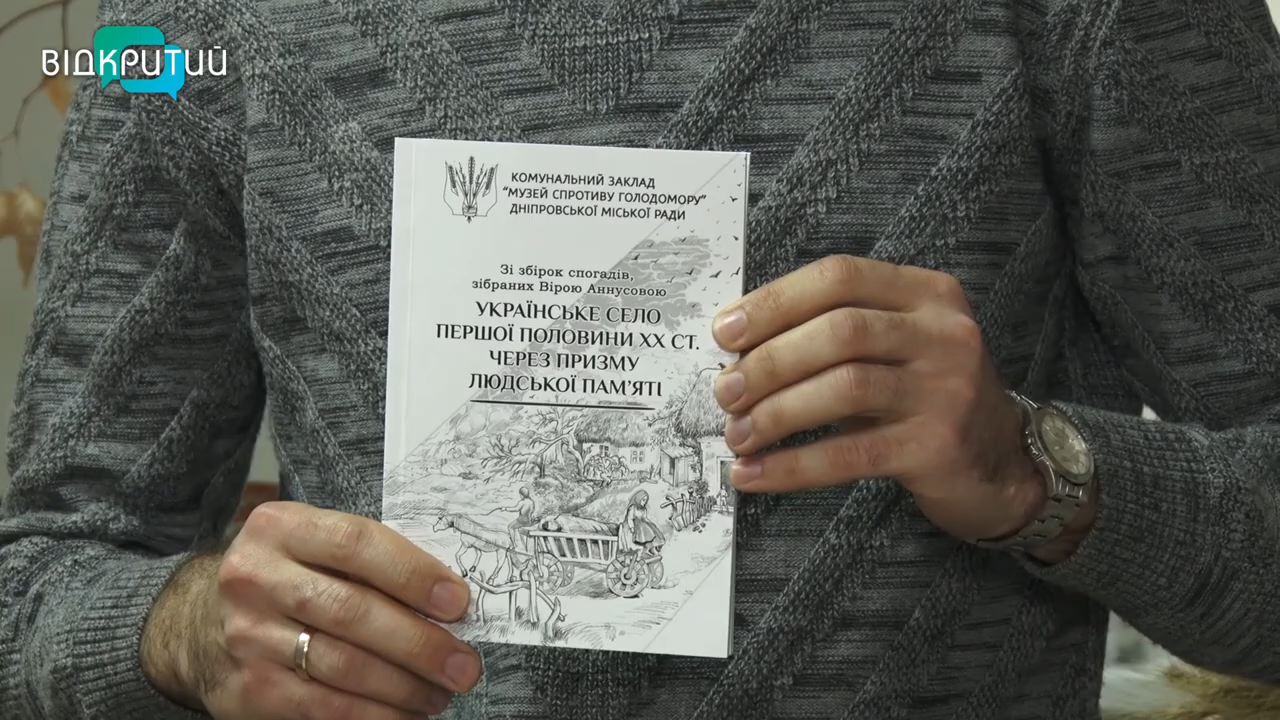 ВІДКРИТИЙ
КОМУНАЛЬНИЙ ЗАКЛАД
"МУЗЕЙ СПРОТИВУ ГОЛОДОМОРУ"
ДНІПРОВСЬКОЇ МІСЬКОЇ РАДИ
Зі збірок спогадів,
зібраних Вірою Аннусовою
УКРАЇНСЬКЕ СЕЛО
ПЕРШОЇ ПОЛОВИНИ ХХ СТ.
ЧЕРЕЗ ПРИЗМУ
ЛЮДСЬКОЇ ПАМ'ЯТІ